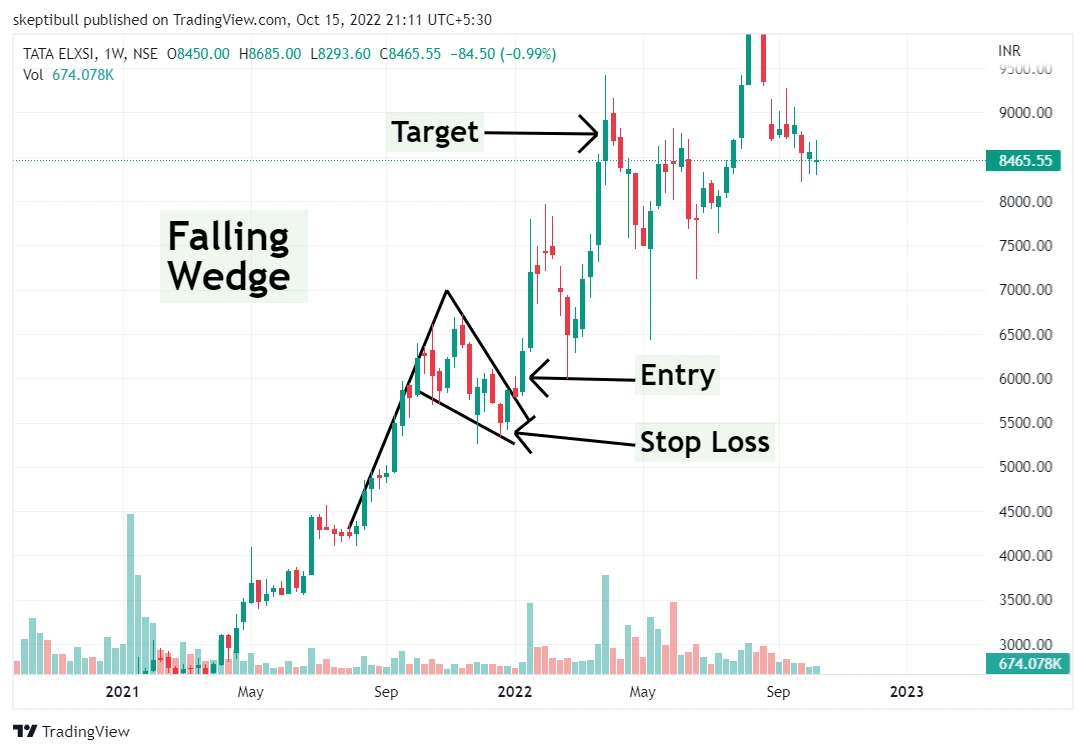 skeptibull published on TradingView.com, Oct 15, 2022 21:11 UTC+5:30
TATA ELXSI, 1W, NSE O8450.00 H8685.00 L8293.60 C8465.55 −84.50 (−0.99%)
INR
Vol 674.078K
9500.00
9000.00
Target
8465.55
8000.00
Falling
Wedge
7500.00
7000.00
6500.00
6000.00
Entry
5500.00
Stop Loss
5000.00
4500.00
4000.00
3500.00
3000.00
674.078K
2021 May Sep 2022 May Sep 2023
TradingView